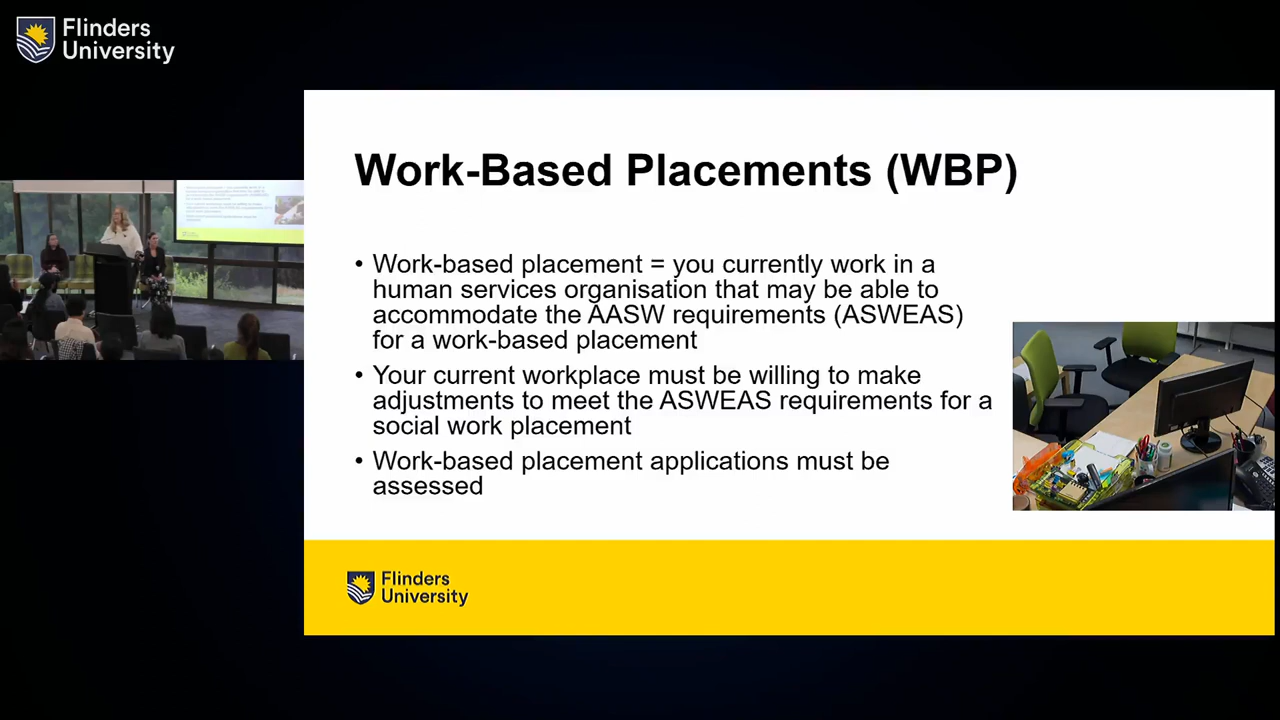 Flinders
University
Work-Based Placements (WBP)
• Work-based placement = you currently work in a
human services organisation that may be able to
accommodate the AASW requirements (ASWEAS)
for a work-based placement
• Your current workplace must be willing to make
adjustments to meet the ASWEAS requirements for a
social work placement
• Work-based placement applications must be
assessed
Flinders
University